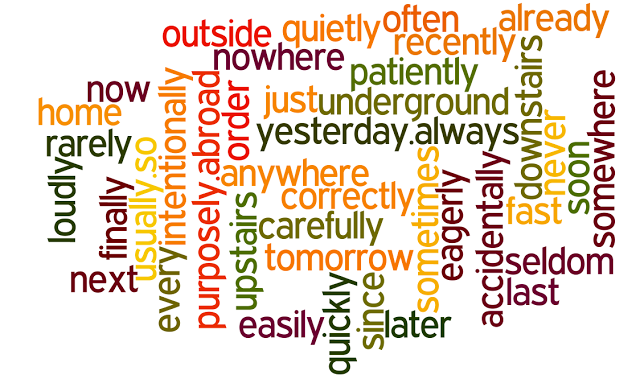 outside
quietly
often
already
nowhere
recently
patiently
now
home
just
underground
order
rarely
yesterday.always
downstairs
never
soon
somewhere
loudly
finally
usually.so
intentionally
every
purposely.abroad
anywhere
correctly
carefully
upstairs
tomorrow
sometimes
eagerly
accidentally
fast
seldom
last
next
easily.
quickly
since
later